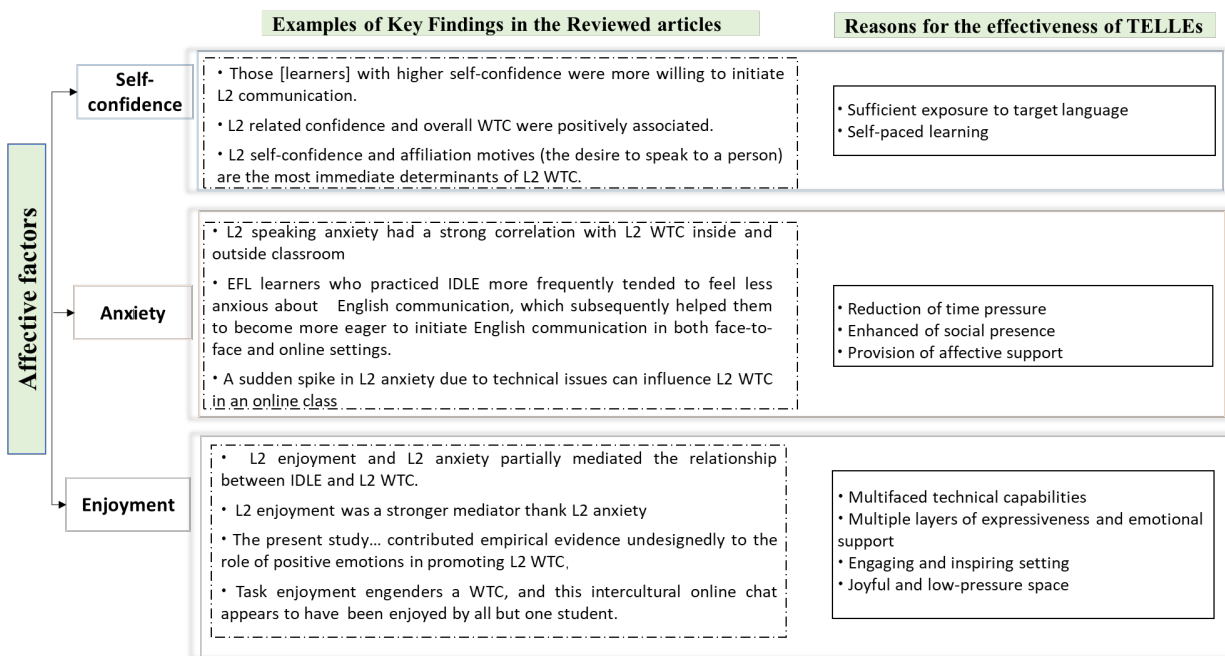 Examples of Key Findings in the Reviewed articles
Reasons for the effectiveness of TELLEs
Affective factors
Self-
confidence
• Those [learners] with higher self-confidence were more willing to initiate
L2 communication.
• L2 related confidence and overall WTC were positively associated.
• L2 self-confidence and affiliation motives (the desire to speak to a person)
are the most immediate determinants of L2 WTC.
• Sufficient exposure to target language
• Self-paced learning
Anxiety
• L2 speaking anxiety had a strong correlation with L2 WTC inside and
outside classroom
• EFL learners who practiced IDLE more frequently tended to feel less
anxious about English communication, which subsequently helped them
to become more eager to initiate English communication in both face-to-
face and online settings.
• A sudden spike in L2 anxiety due to technical issues can influence L2 WTC
in an online class
• Reduction of time pressure
• Enhanced of social presence
• Provision of affective support
Enjoyment
• L2 enjoyment and L2 anxiety partially mediated the relationship
between IDLE and L2 WTC.
• L2 enjoyment was a stronger mediator thank L2 anxiety
• The present study... contributed empirical evidence undesignedly to the
role of positive emotions in promoting L2 WTC,
• Task enjoyment engenders a WTC, and this intercultural online chat
appears to have been enjoyed by all but one student.
• Multifaced technical capabilities
• Multiple layers of expressiveness and emotional
support
• Engaging and inspiring setting
• Joyful and low-pressure space